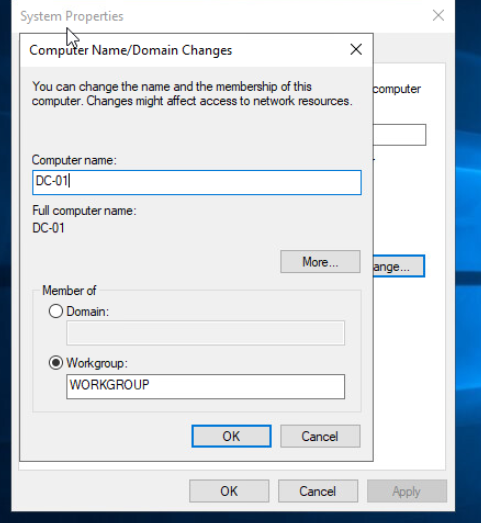 System Properties
Computer Name/Domain Changes
You can change the name and the membership of this
computer. Changes might affect access to network resources.
computer
Computer name:
DC-01
Full computer name:
DC-01
More...
ange...
Member of
Domain:
Workgroup:
WORKGROUP
OK
Cancel
OK
Cancel
Apply